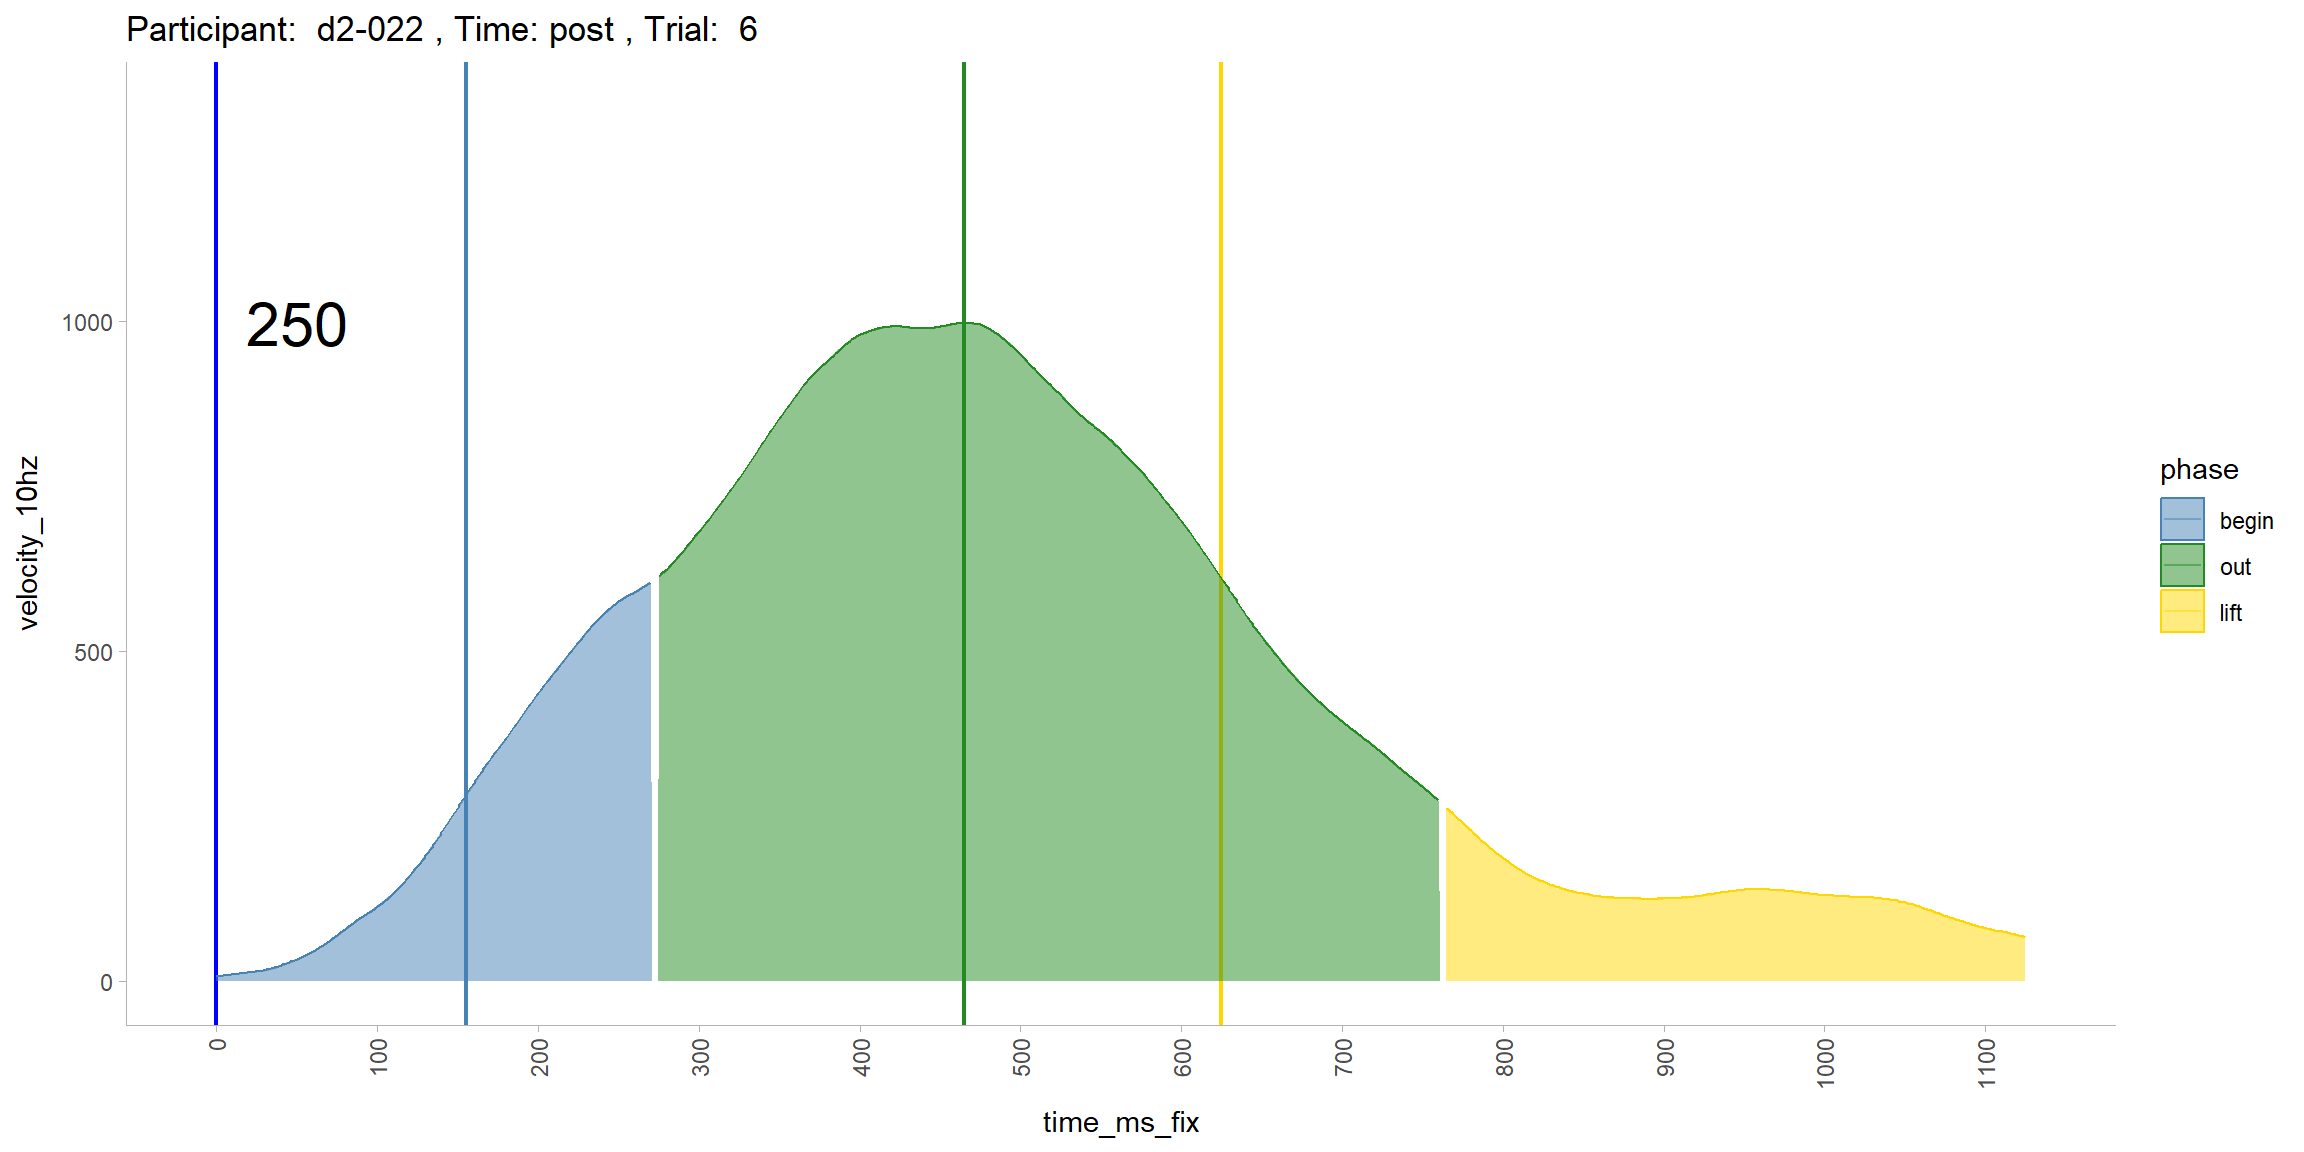 Participant:  d2-022 , Time: post , Trial:  6
250
1000
500
0
velocity_10hz
0
100
200
300
400
500
600
700
800
900
1000
1100
time_ms_fix
phase
begin
out
lift